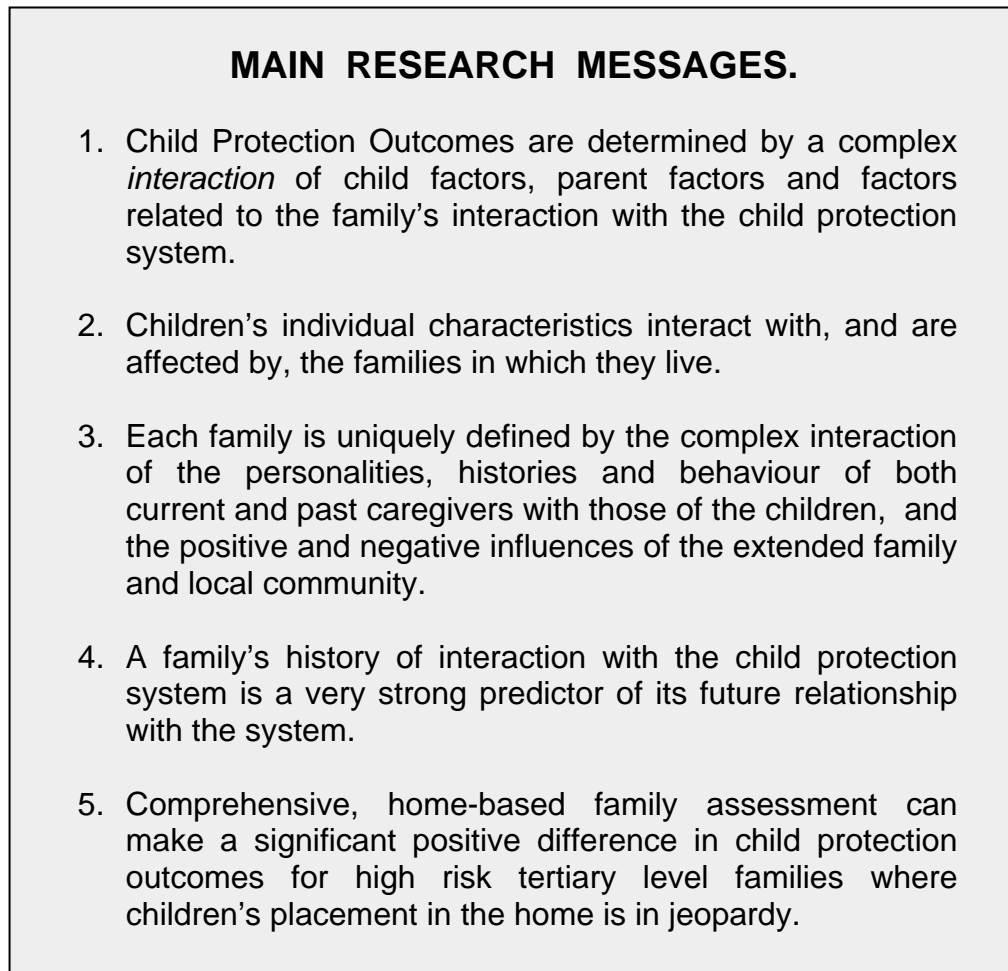 MAIN RESEARCH MESSAGES.
1. Child Protection Outcomes are determined by a complex
interaction of child factors, parent factors and factors
related to the family's interaction with the child protection
system.
2. Children's individual characteristics interact with, and are
affected by, the families in which they live.
3. Each family is uniquely defined by the complex interaction
of the personalities, histories and behaviour of both
current and past caregivers with those of the children, and
the positive and negative influences of the extended family
and local community.
4. A family's history of interaction with the child protection
system is a very strong predictor of its future relationship
with the system.
5. Comprehensive, home-based family assessment can
make a significant positive difference in child protection
outcomes for high risk tertiary level families where
children's placement in the home is in jeopardy.